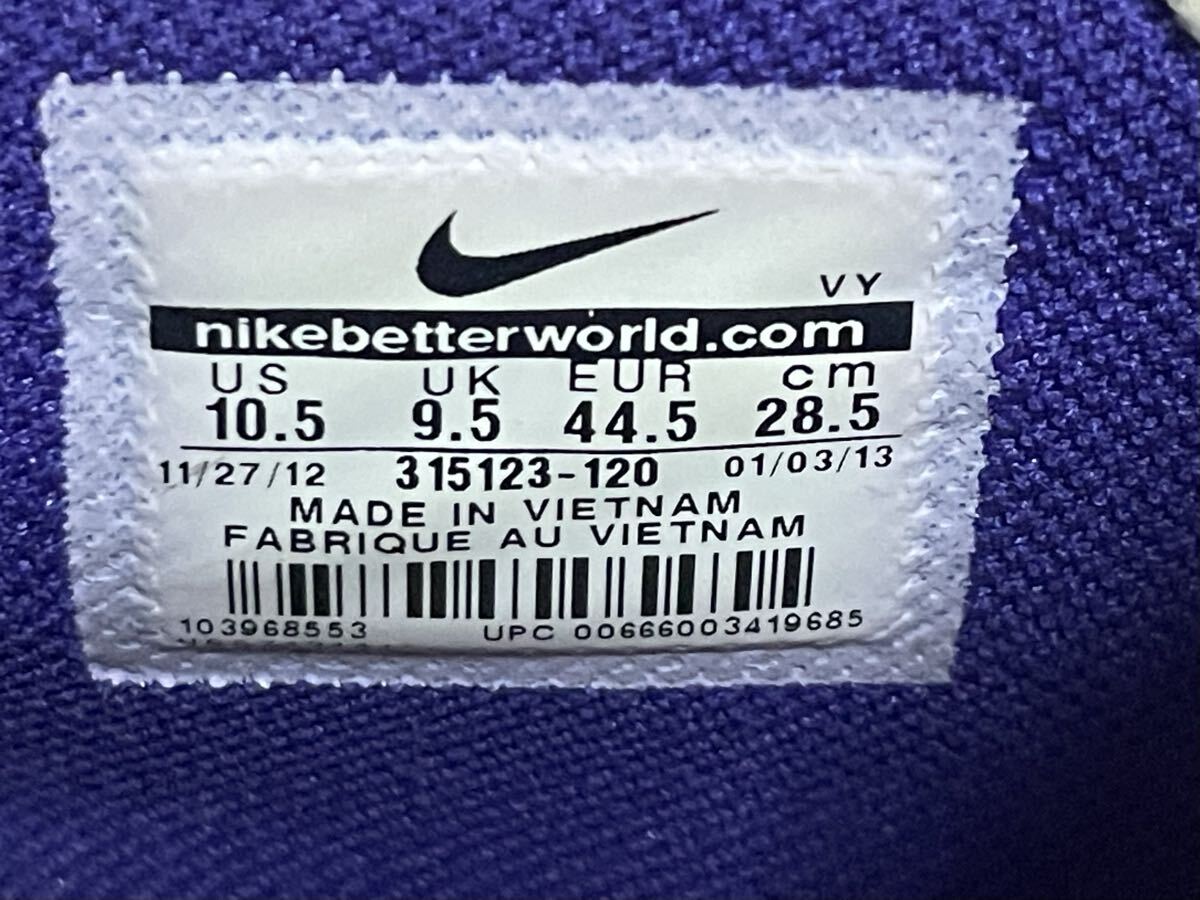 VY
nikebetterworld.com
US UK EUR cm
10.5 9.5 44.5 28.5
11/27/12 315123-120 01/03/13
MADE IN VIETNAM
FABRIQUE AU VIETNAM
103968553 UPC 00666003419685